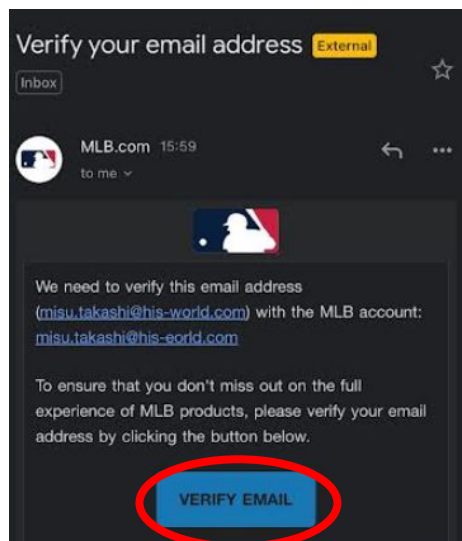 Verify your email address External
Inbox
MLB.com 15:59
to me
We need to verify this email address
(misu.takashi@his-world.com) with the MLB account:
misu.takashi@his-eorld.com
To ensure that you don't miss out on the full
experience of MLB products, please verify your email
address by clicking the button below.
VERIFY EMAIL